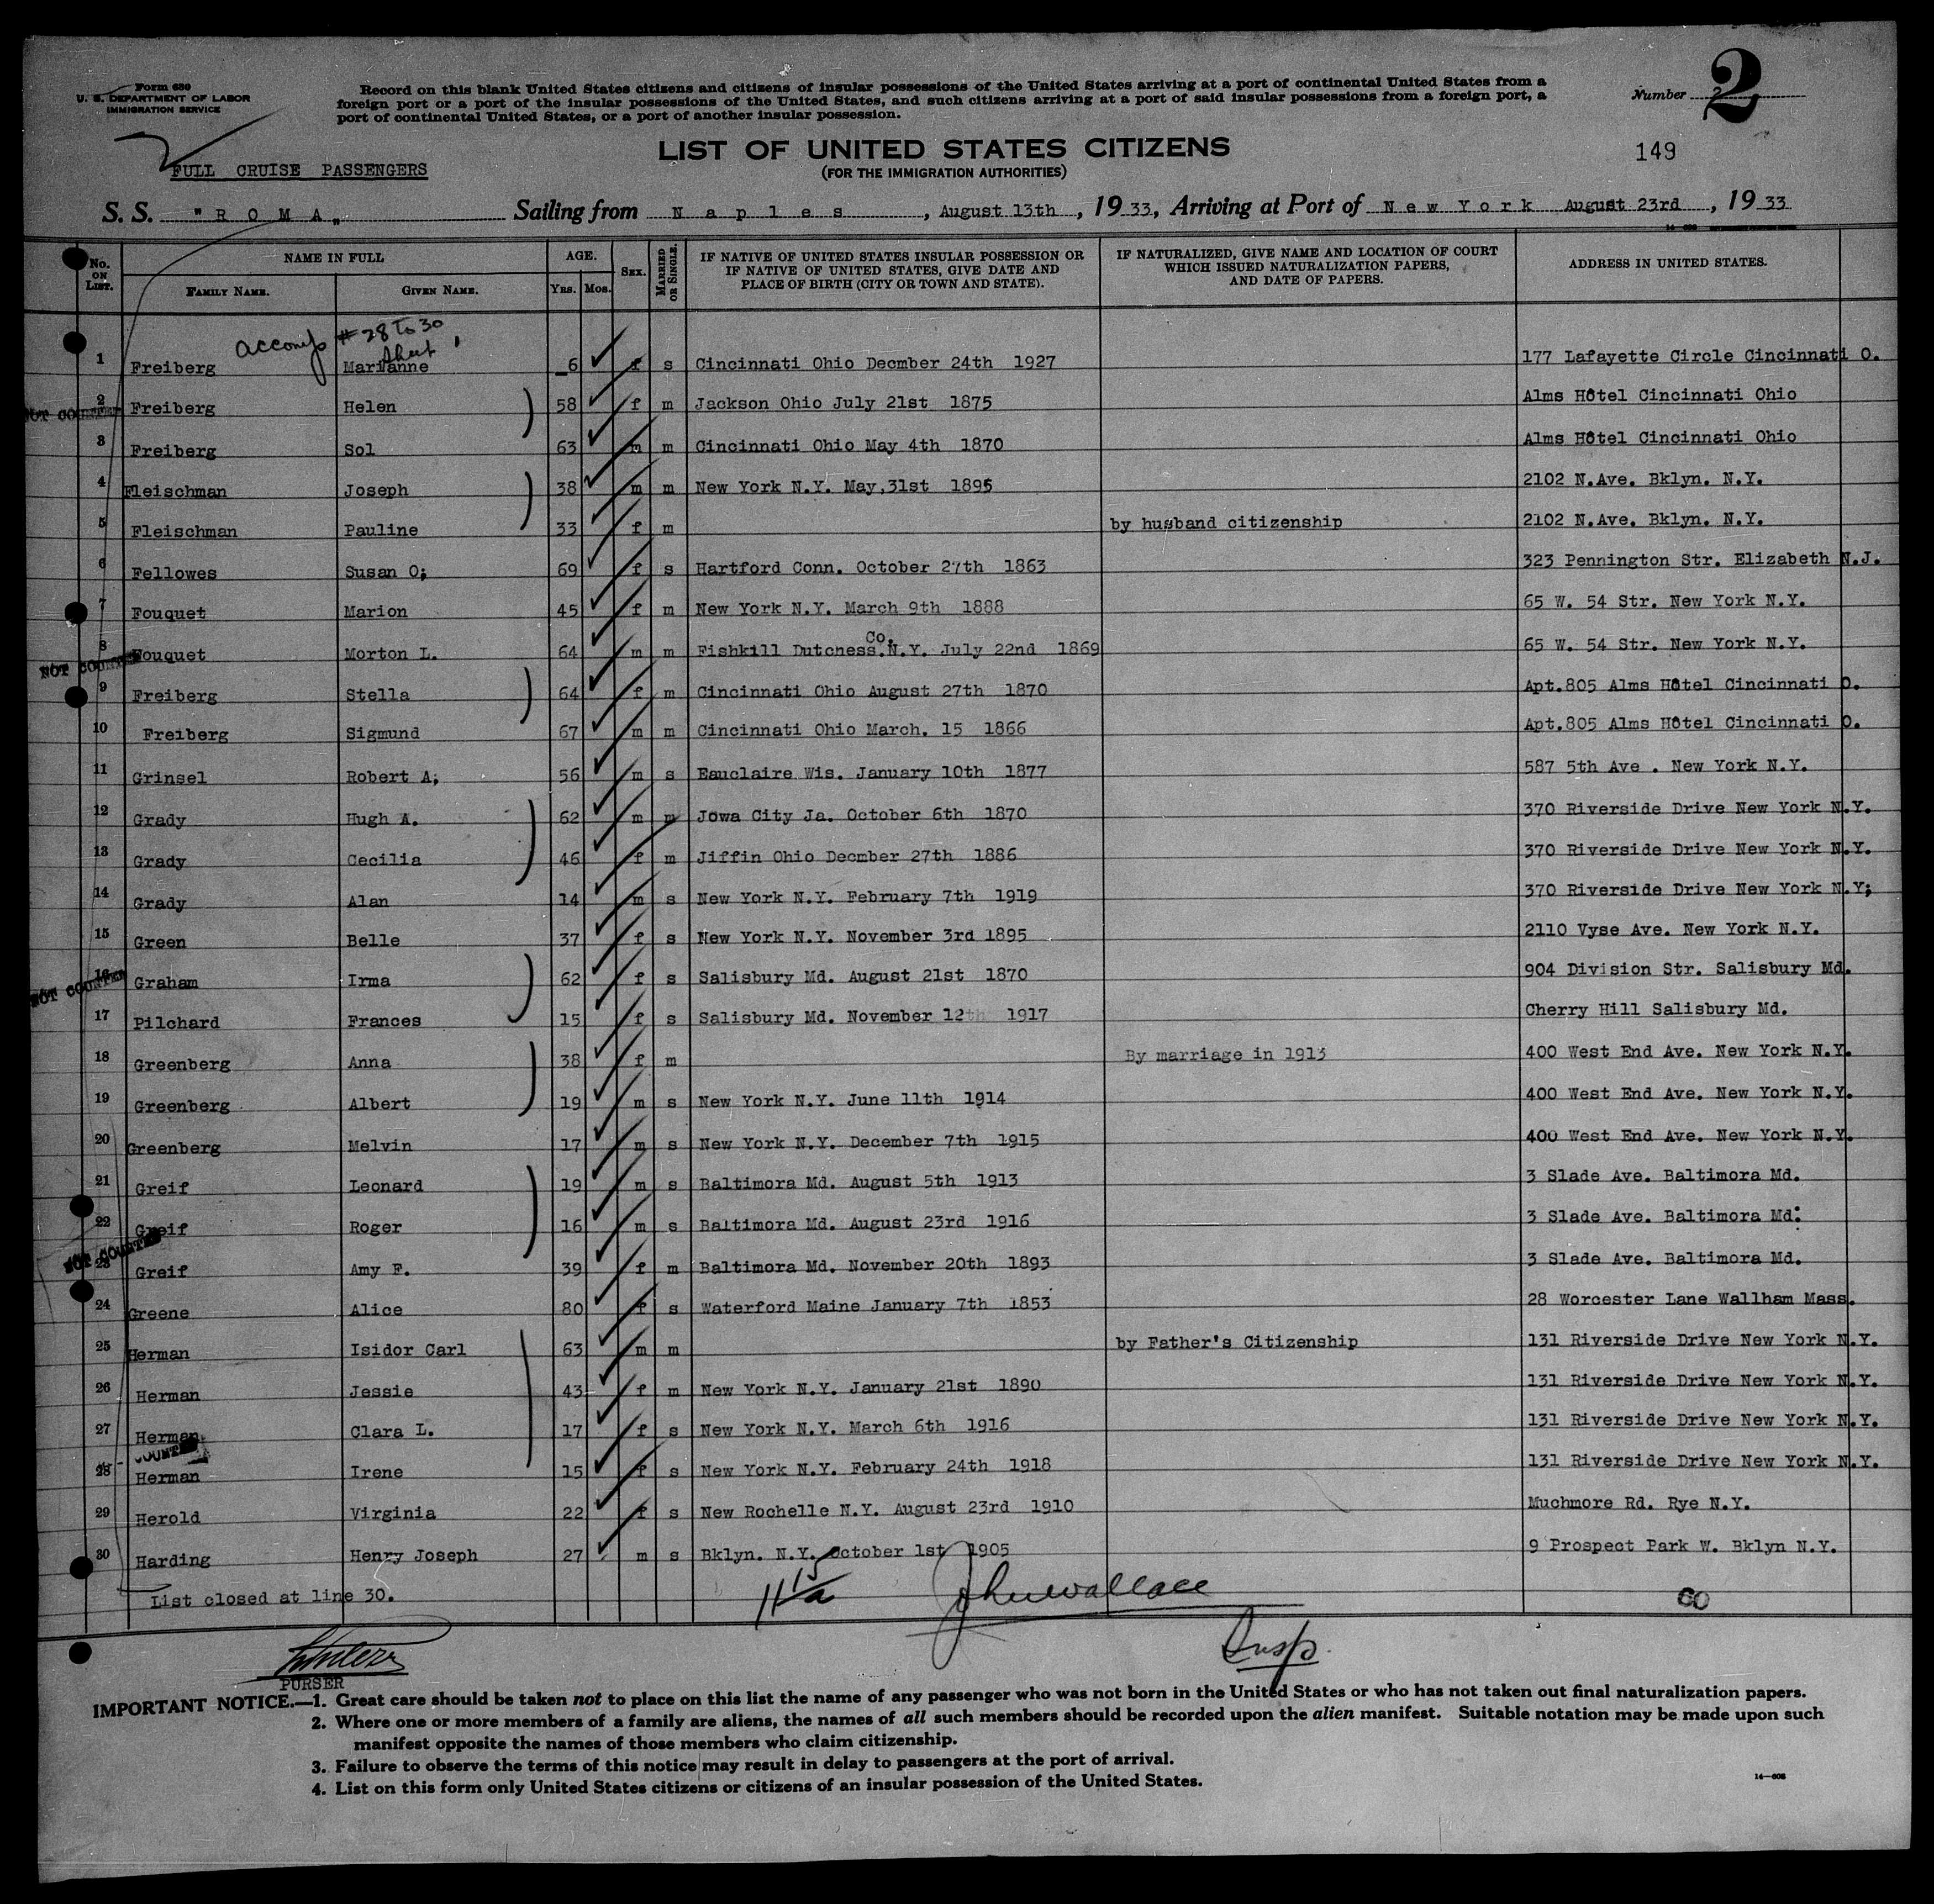 Form 630
U. S. DEPARTMENT OF LABOR
IMMIGRATION SERVICE
Record on this blank United States citizens and citizens of insular possessions of the United States arriving at a port of continental United States from a
foreign port or a port of the insular possessions of the United States, and such citizens arriving at a port of said insular possessions from a foreign port, a
port of continental United States, or a port of another insular possession.
Number 2
2
FULL CRUISE PASSENGERS
LIST OF UNITED STATES CITIZENS
(FOR THE IMMIGRATION AUTHORITIES)
149
S. S. "ROMA" Sailing from Naples, August 13th, 1933, Arriving at Port of New York August 23rd, 1933
No. ON LIST. NAME IN FULL FAMILY NAME. GIVEN NAME. AGE. YRS. MOS. SEX. MARRIED OR SINGLE. IF NATIVE OF UNITED STATES INSULAR POSSESSION OR IF NATIVE OF UNITED STATES, GIVE DATE AND PLACE OF BIRTH (CITY OR TOWN AND STATE). IF NATURALIZED, GIVE NAME AND LOCATION OF COURT WHICH ISSUED NATURALIZATION PAPERS, AND DATE OF PAPERS. ADDRESS IN UNITED STATES.
accomp #28 To 30
Sheet 1
1 Freiberg Marianne 6 f s Cincinnati Ohio Decmber 24th 1927 177 Lafayette Circle Cincinnati O.
2 Freiberg Helen 58 f m Jackson Ohio July 21st 1875 Alms Hôtel Cincinnati Ohio
NOT COUNTED
3 Freiberg Sol 63 m m Cincinnati Ohio May 4th 1870 Alms Hôtel Cincinnati Ohio
4 Fleischman Joseph 38 m m New York N.Y. May,31st 1895 2102 N.Ave. Bklyn. N.Y.
5 Fleischman Pauline 33 f m by husband citizenship 2102 N.Ave. Bklyn. N.Y.
6 Fellowes Susan O; 69 f s Hartford Conn. October 27th 1863 323 Pennington Str. Elizabeth N.J.
7 Fouquet Marion 45 f m New York N.Y. March 9th 1888 65 W. 54 Str. New York N.Y.
8 Fouquet Morton L. 64 m m Fishkill Dutchess Co. N.Y. July 22nd 1869 65 W. 54 Str. New York N.Y.
NOT COUNTED
9 Freiberg Stella 64 f m Cincinnati Ohio August 27th 1870 Apt.805 Alms Hôtel Cincinnati O.
10 Freiberg Sigmund 67 m m Cincinnati Ohio March. 15 1866 Apt.805 Alms Hôtel Cincinnati O.
11 Grinsel Robert A; 56 m s Eauclaire Wis. January 10th 1877 587 5th Ave . New York N.Y.
12 Grady Hugh A. 62 m m Jowa City Ja. October 6th 1870 370 Riverside Drive New York N.Y.
13 Grady Cecilia 46 f m Jiffin Ohio Decmber 27th 1886 370 Riverside Drive New York N.Y.
14 Grady Alan 14 m s New York N.Y. February 7th 1919 370 Riverside Drive New York N.Y;
15 Green Belle 37 f s New York N.Y. November 3rd 1895 2110 Vyse Ave. New York N.Y.
16 Graham Irma 62 f s Salisbury Md. August 21st 1870 904 Division Str. Salisbury Md.
NOT COUNTED
17 Pilchard Frances 15 f s Salisbury Md. November 12th 1917 Cherry Hill Salisbury Md.
18 Greenberg Anna 38 f m By marriage in 1913 400 West End Ave. New York N.Y.
19 Greenberg Albert 19 m s New York N.Y. June 11th 1914 400 West End Ave. New York N.Y.
20 Greenberg Melvin 17 m s New York N.Y. December 7th 1915 400 West End Ave. New York N.Y.
21 Greif Leonard 19 m s Baltimora Md. August 5th 1913 3 Slade Ave. Baltimora Md.
22 Greif Roger 16 m s Baltimora Md. August 23rd 1916 3 Slade Ave. Baltimora Md:
NOT COUNTED
23 Greif Amy F. 39 f m Baltimora Md. November 20th 1893 3 Slade Ave. Baltimora Md.
24 Greene Alice 80 f s Waterford Maine January 7th 1853 28 Worcester Lane Wallham Mass.
25 Herman Isidor Carl 63 m m by Father's Citizenship 131 Riverside Drive New York N.Y.
26 Herman Jessie 43 f m New York N.Y. January 21st 1890 131 Riverside Drive New York N.Y.
27 Herman Clara L. 17 f s New York N.Y. March 6th 1916 131 Riverside Drive New York N.Y.
COUNTED
28 Herman Irene 15 f s New York N.Y. February 24th 1918 131 Riverside Drive New York N.Y.
29 Herold Virginia 22 f s New Rochelle N.Y. August 23rd 1910 Muchmore Rd. Rye N.Y.
30 Harding Henry Joseph 27 m s Bklyn. N.Y. October 1st 1905 9 Prospect Park W. Bklyn N.Y.
List closed at line 30. 11 15/a John Wallace CO
Insp.
PURSER
IMPORTANT NOTICE.—1. Great care should be taken not to place on this list the name of any passenger who was not born in the United States or who has not taken out final naturalization papers.
2. Where one or more members of a family are aliens, the names of all such members should be recorded upon the alien manifest. Suitable notation may be made upon such
manifest opposite the names of those members who claim citizenship.
3. Failure to observe the terms of this notice may result in delay to passengers at the port of arrival.
4. List on this form only United States citizens or citizens of an insular possession of the United States.